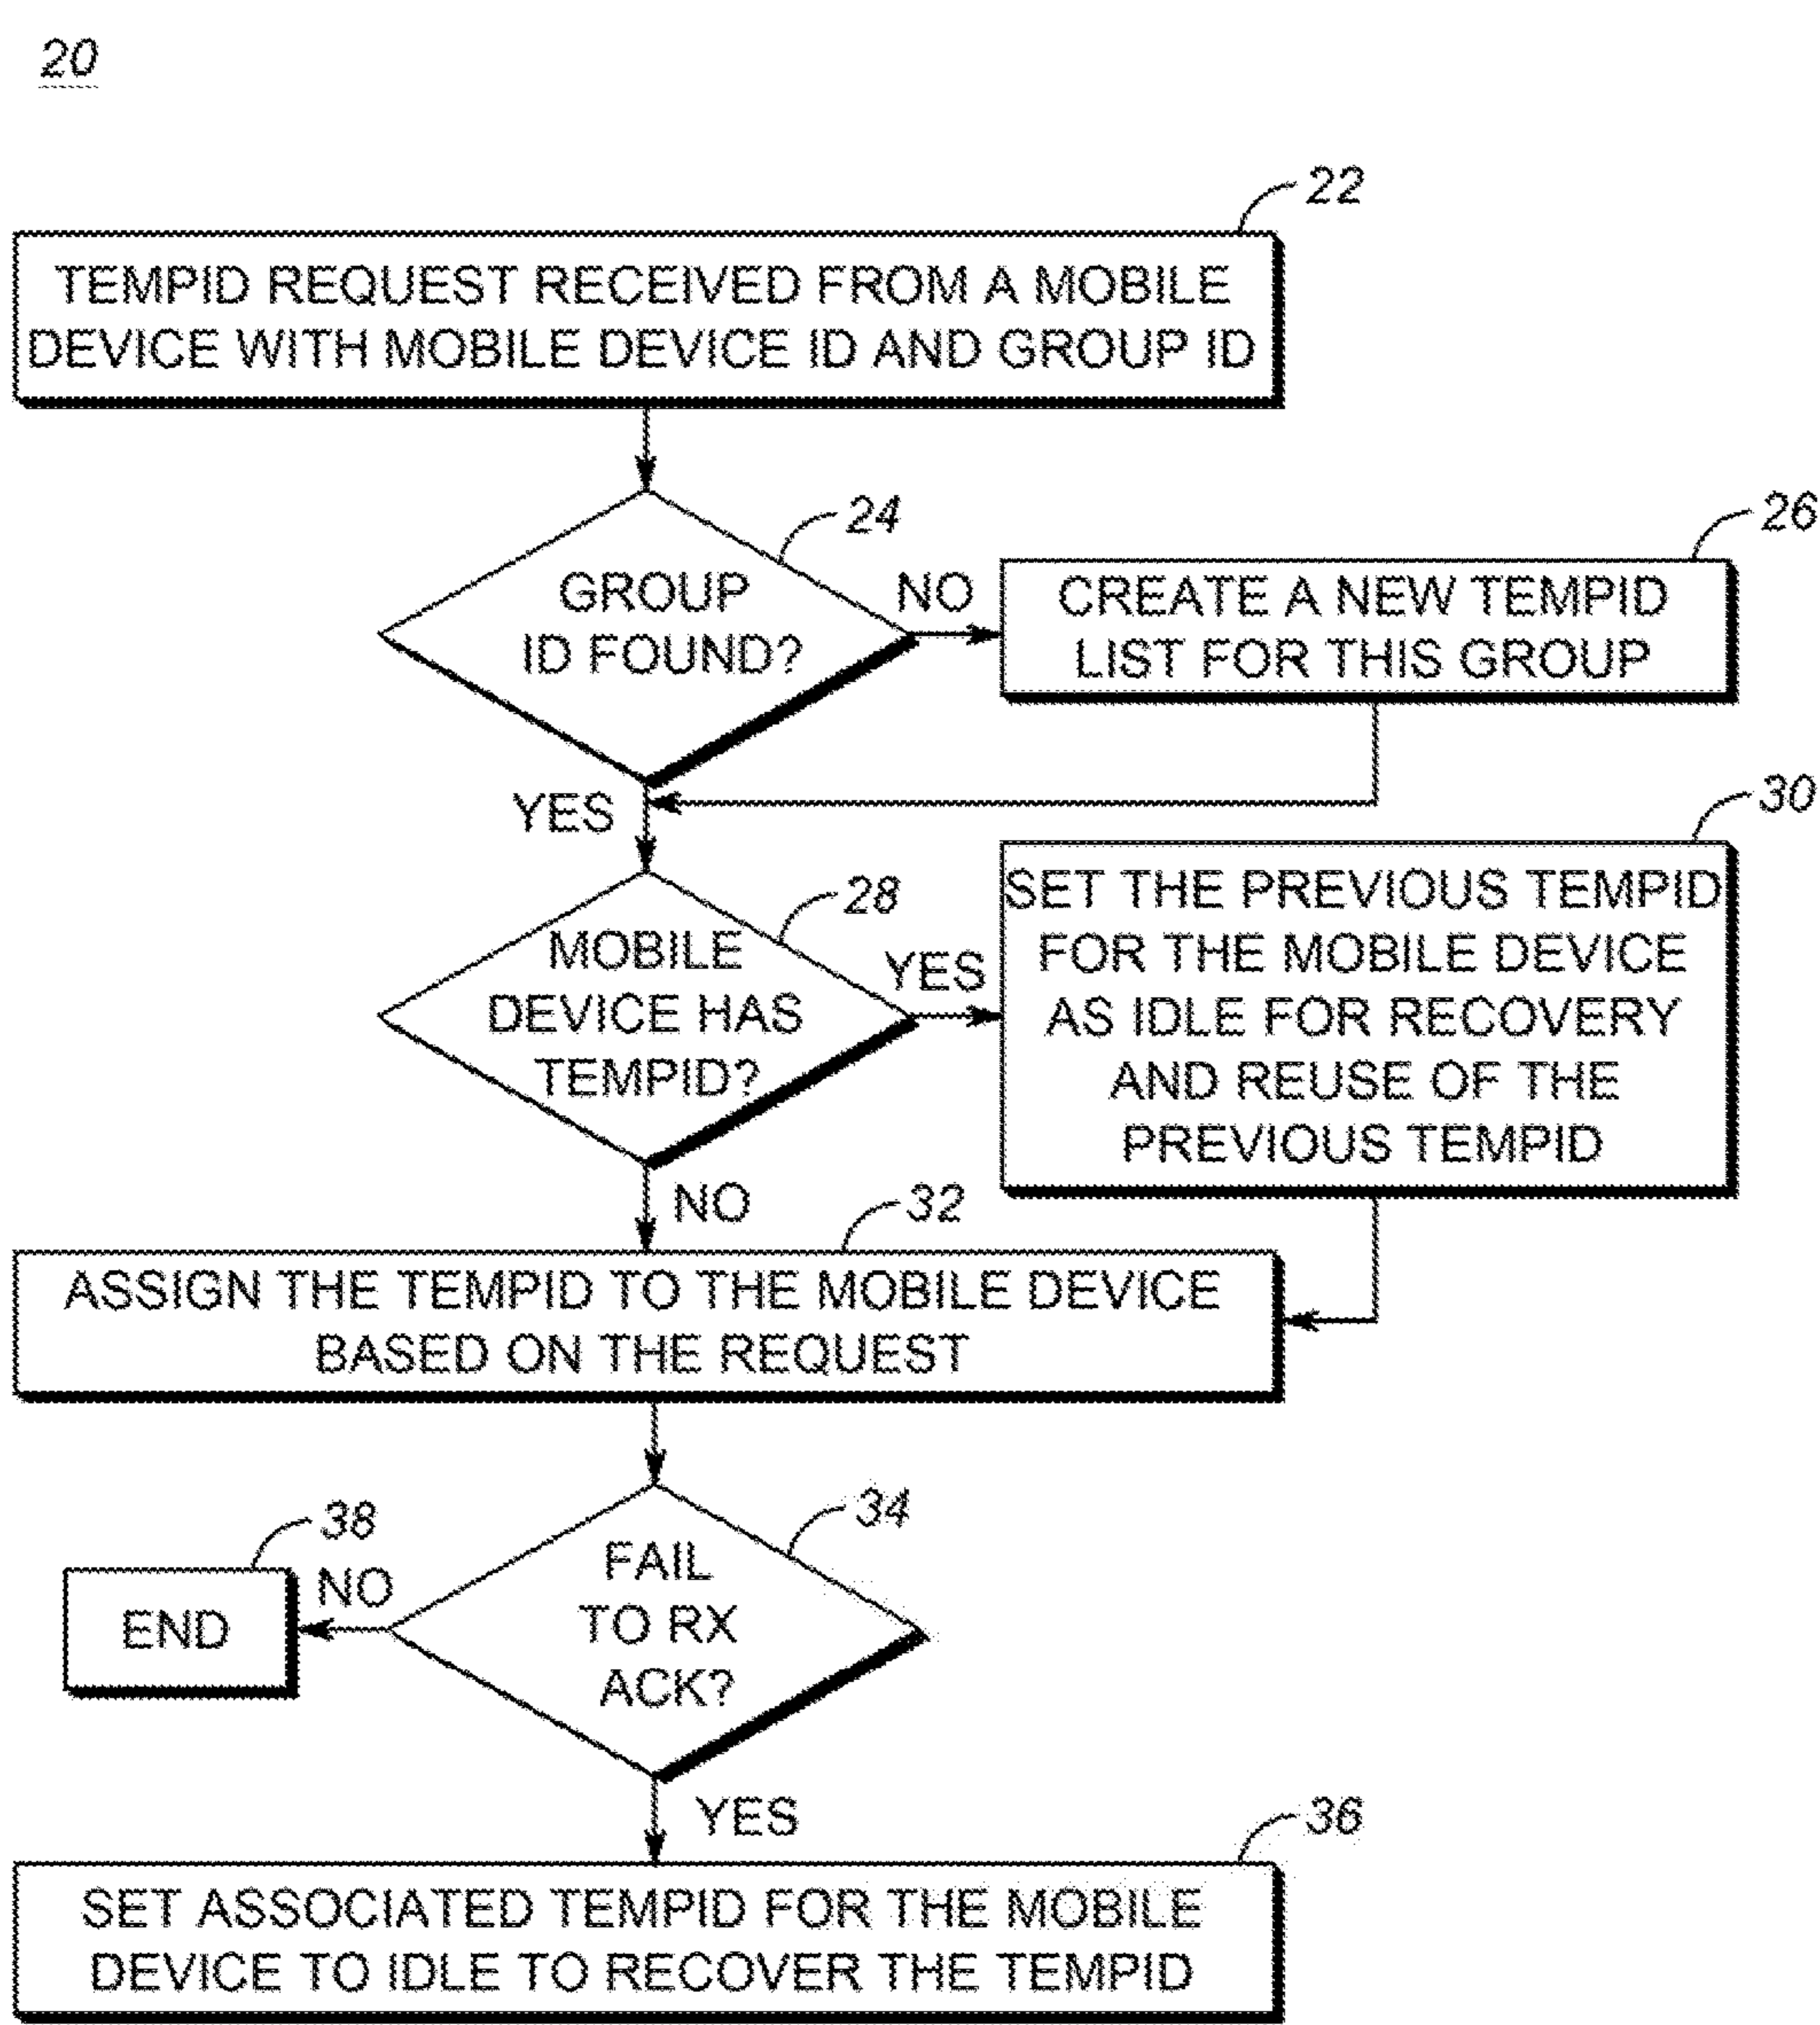 20
22
TEMPID REQUEST RECEIVED FROM A MOBILE
DEVICE WITH MOBILE DEVICE ID AND GROUP ID
24
GROUP
ID FOUND?
NO
26
CREATE A NEW TEMPID
LIST FOR THIS GROUP
YES
28
MOBILE
DEVICE HAS
TEMPID?
YES
30
SET THE PREVIOUS TEMPID
FOR THE MOBILE DEVICE
AS IDLE FOR RECOVERY
AND REUSE OF THE
PREVIOUS TEMPID
NO
32
ASSIGN THE TEMPID TO THE MOBILE DEVICE
BASED ON THE REQUEST
34
FAIL
TO RX
ACK?
NO
38
END
YES
36
SET ASSOCIATED TEMPID FOR THE MOBILE
DEVICE TO IDLE TO RECOVER THE TEMPID